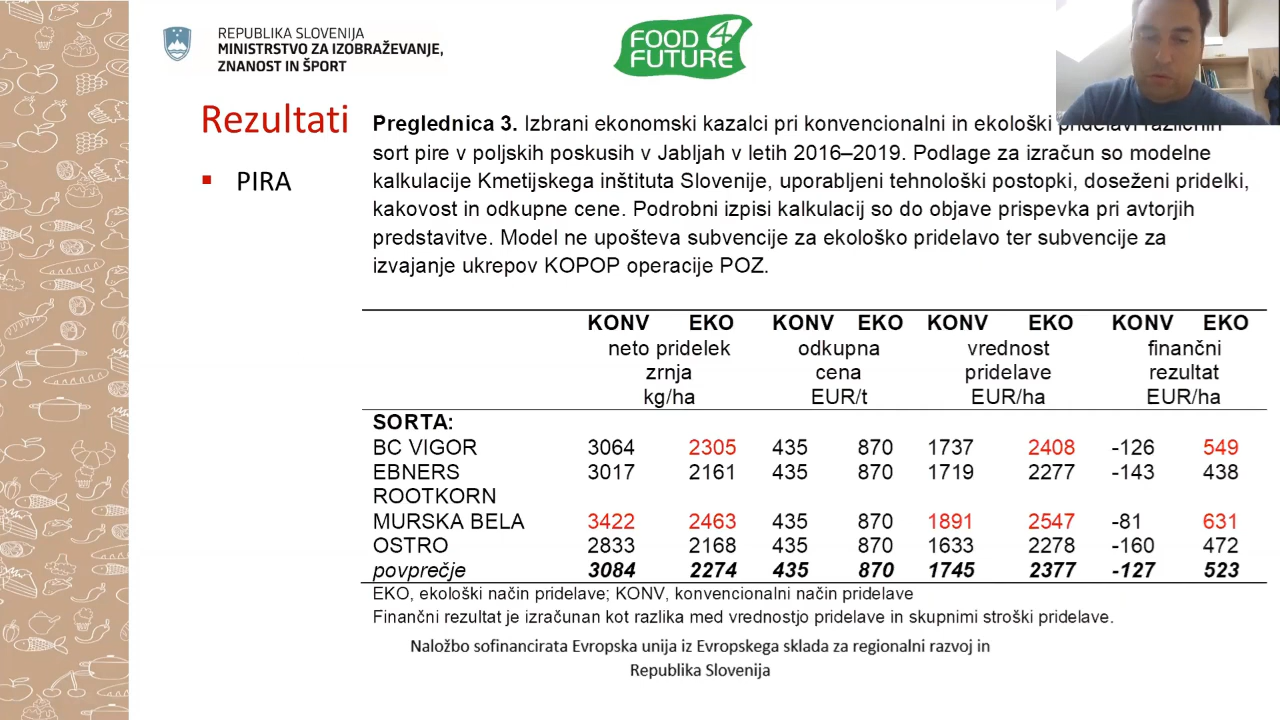 REPUBLIKA SLOVENIJA
MINISTRSTVO ZA IZOBRAŽEVANJE,
ZNANOST IN ŠPORT
FOOD 4
FUTURE
Rezultati
▪ PIRA
Preglednica 3. Izbrani ekonomski kazalci pri konvencionalni in ekološki pridelavi različnih
sort pire v poljskih poskusih v Jabljah v letih 2016–2019. Podlage za izračun so modelne
kalkulacije Kmetijskega inštituta Slovenije, uporabljeni tehnološki postopki, doseženi pridelki,
kakovost in odkupne cene. Podrobni izpisi kalkulacij so do objave prispevka pri avtorjih
predstavitve. Model ne upošteva subvencije za ekološko pridelavo ter subvencije za
izvajanje ukrepov KOPOP operacije POZ.
KONV EKO KONV EKO KONV EKO KONV EKO
neto pridelek odkupna vrednost finančni
zrnja cena pridelave rezultat
kg/ha EUR/t EUR/ha EUR/ha
SORTA:
BC VIGOR 3064 2305 435 870 1737 2408 -126 549
EBNERS 3017 2161 435 870 1719 2277 -143 438
ROOTKORN
MURSKA BELA 3422 2463 435 870 1891 2547 -81 631
OSTRO 2833 2168 435 870 1633 2278 -160 472
povprečje 3084 2274 435 870 1745 2377 -127 523
EKO, ekološki način pridelave; KONV, konvencionalni način pridelave
Finančni rezultat je izračunan kot razlika med vrednostjo pridelave in skupnimi stroški pridelave.
Naložbo sofinancirata Evropska unija iz Evropskega sklada za regionalni razvoj in
Republika Slovenija